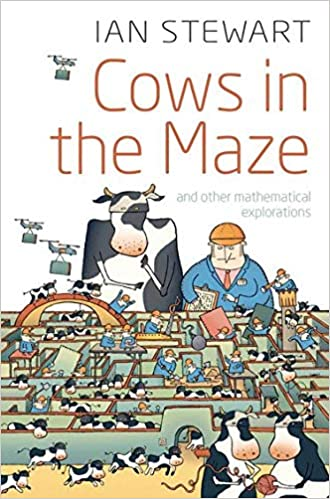 IAN STEWART
Cows in
the Maze
and other mathematical
explorations